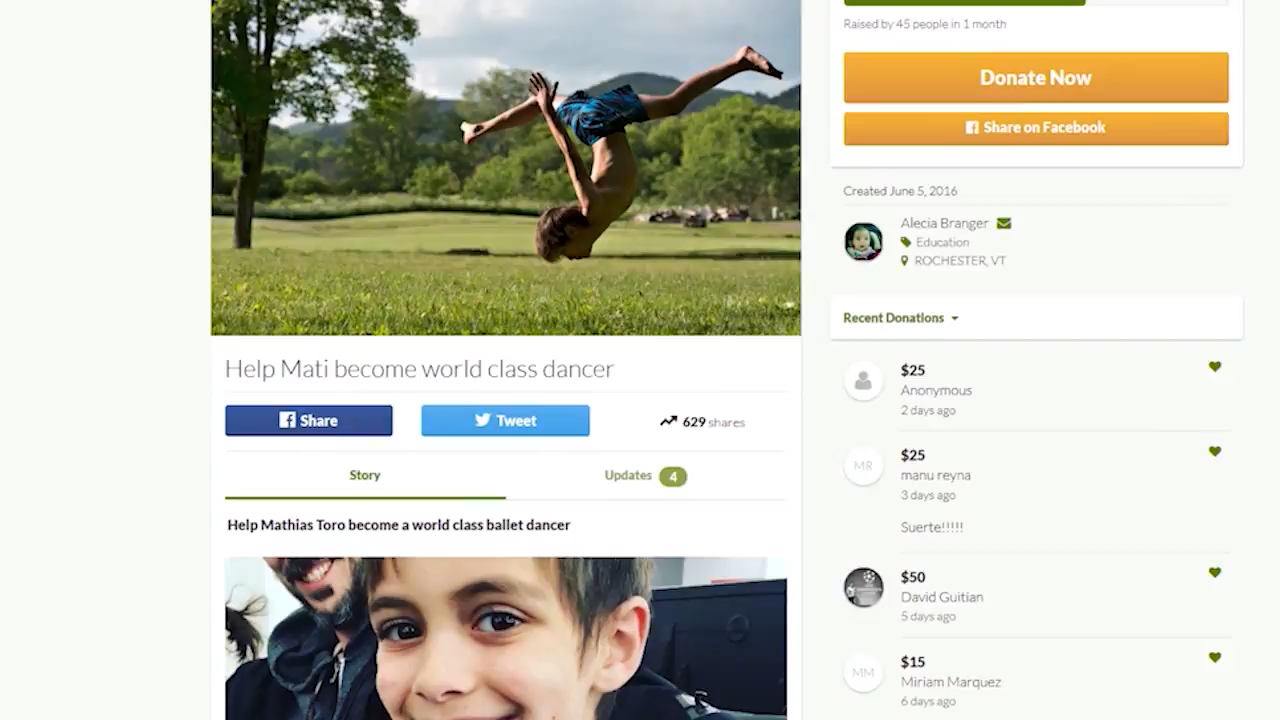 Raised by 45 people in 1 month
Donate Now
Share on Facebook
Created June 5, 2016
Alecia Branger
Education
ROCHESTER, VT
Recent Donations
$25
Anonymous
2 days ago
MR
$25
manu reyna
3 days ago
Suerte!!!!!
$50
David Guitian
5 days ago
MM
$15
Miriam Marquez
6 days ago
Help Mati become world class dancer
Share
Tweet
629 shares
Story
Updates 4
Help Mathias Toro become a world class ballet dancer